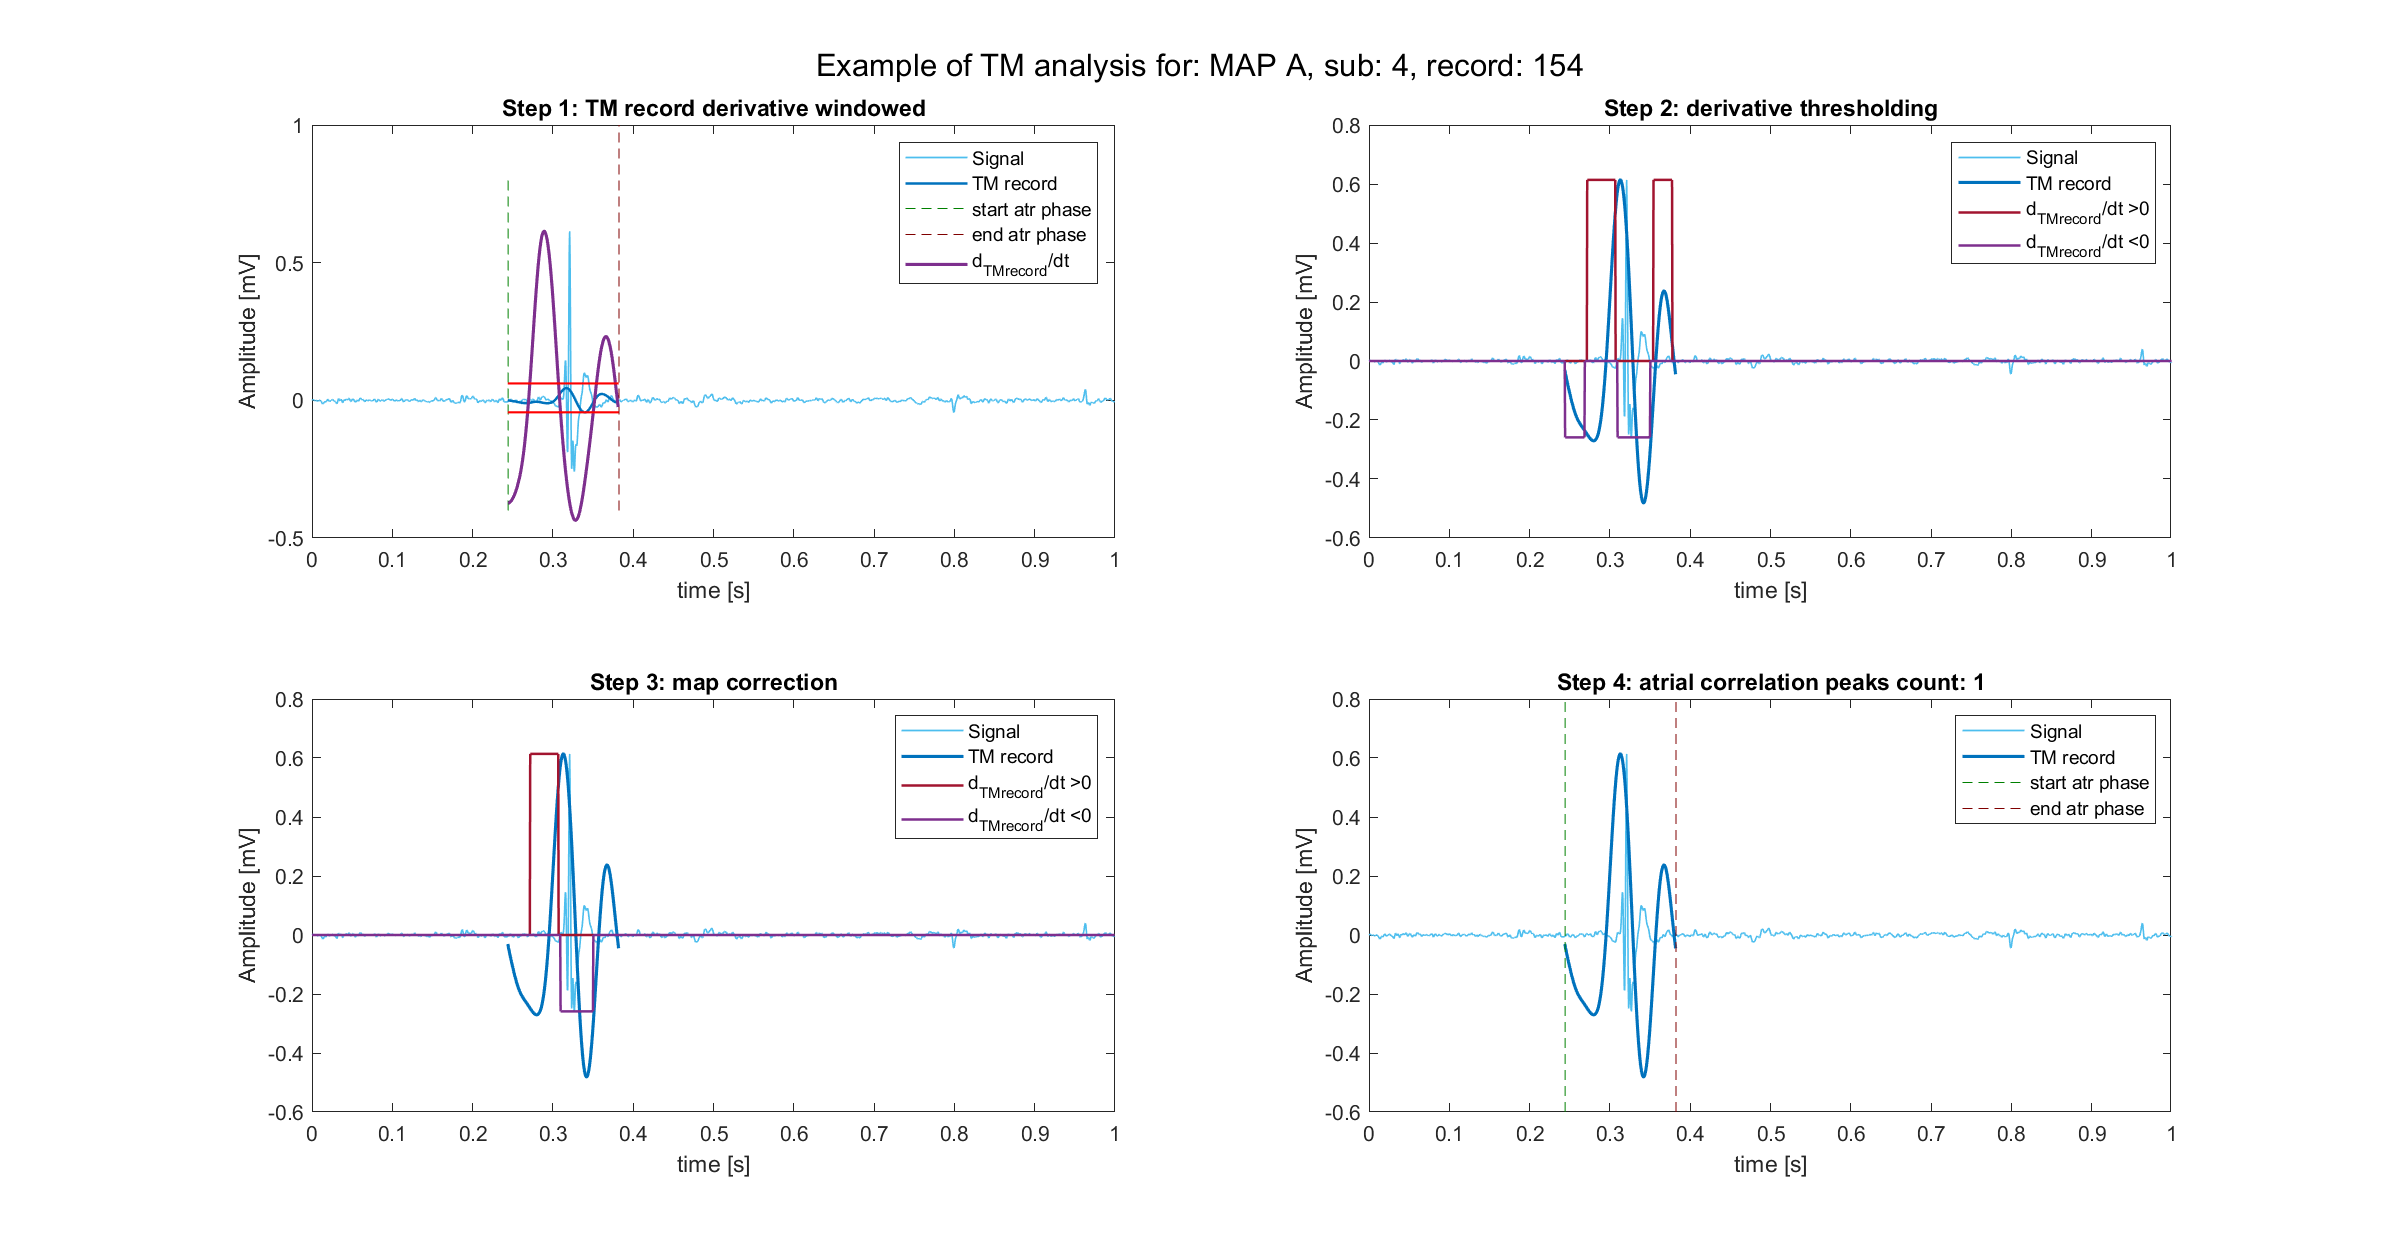 Example of TM analysis for: MAP A, sub: 4, record: 154
Step 1: TM record derivative windowed
Amplitude [mV]
1
0.5
0
-0.5
0 0.1 0.2 0.3 0.4 0.5 0.6 0.7 0.8 0.9 1
time [s]
Signal
TM record
start atr phase
end atr phase
dTMrecord/dt
Step 2: derivative thresholding
Amplitude [mV]
0.8
0.6
0.4
0.2
0
-0.2
-0.4
-0.6
0 0.1 0.2 0.3 0.4 0.5 0.6 0.7 0.8 0.9 1
time [s]
Signal
TM record
dTMrecord/dt >0
dTMrecord/dt <0
Step 3: map correction
Amplitude [mV]
0.8
0.6
0.4
0.2
0
-0.2
-0.4
-0.6
0 0.1 0.2 0.3 0.4 0.5 0.6 0.7 0.8 0.9 1
time [s]
Signal
TM record
dTMrecord/dt >0
dTMrecord/dt <0
Step 4: atrial correlation peaks count: 1
Amplitude [mV]
0.8
0.6
0.4
0.2
0
-0.2
-0.4
-0.6
0 0.1 0.2 0.3 0.4 0.5 0.6 0.7 0.8 0.9 1
time [s]
Signal
TM record
start atr phase
end atr phase